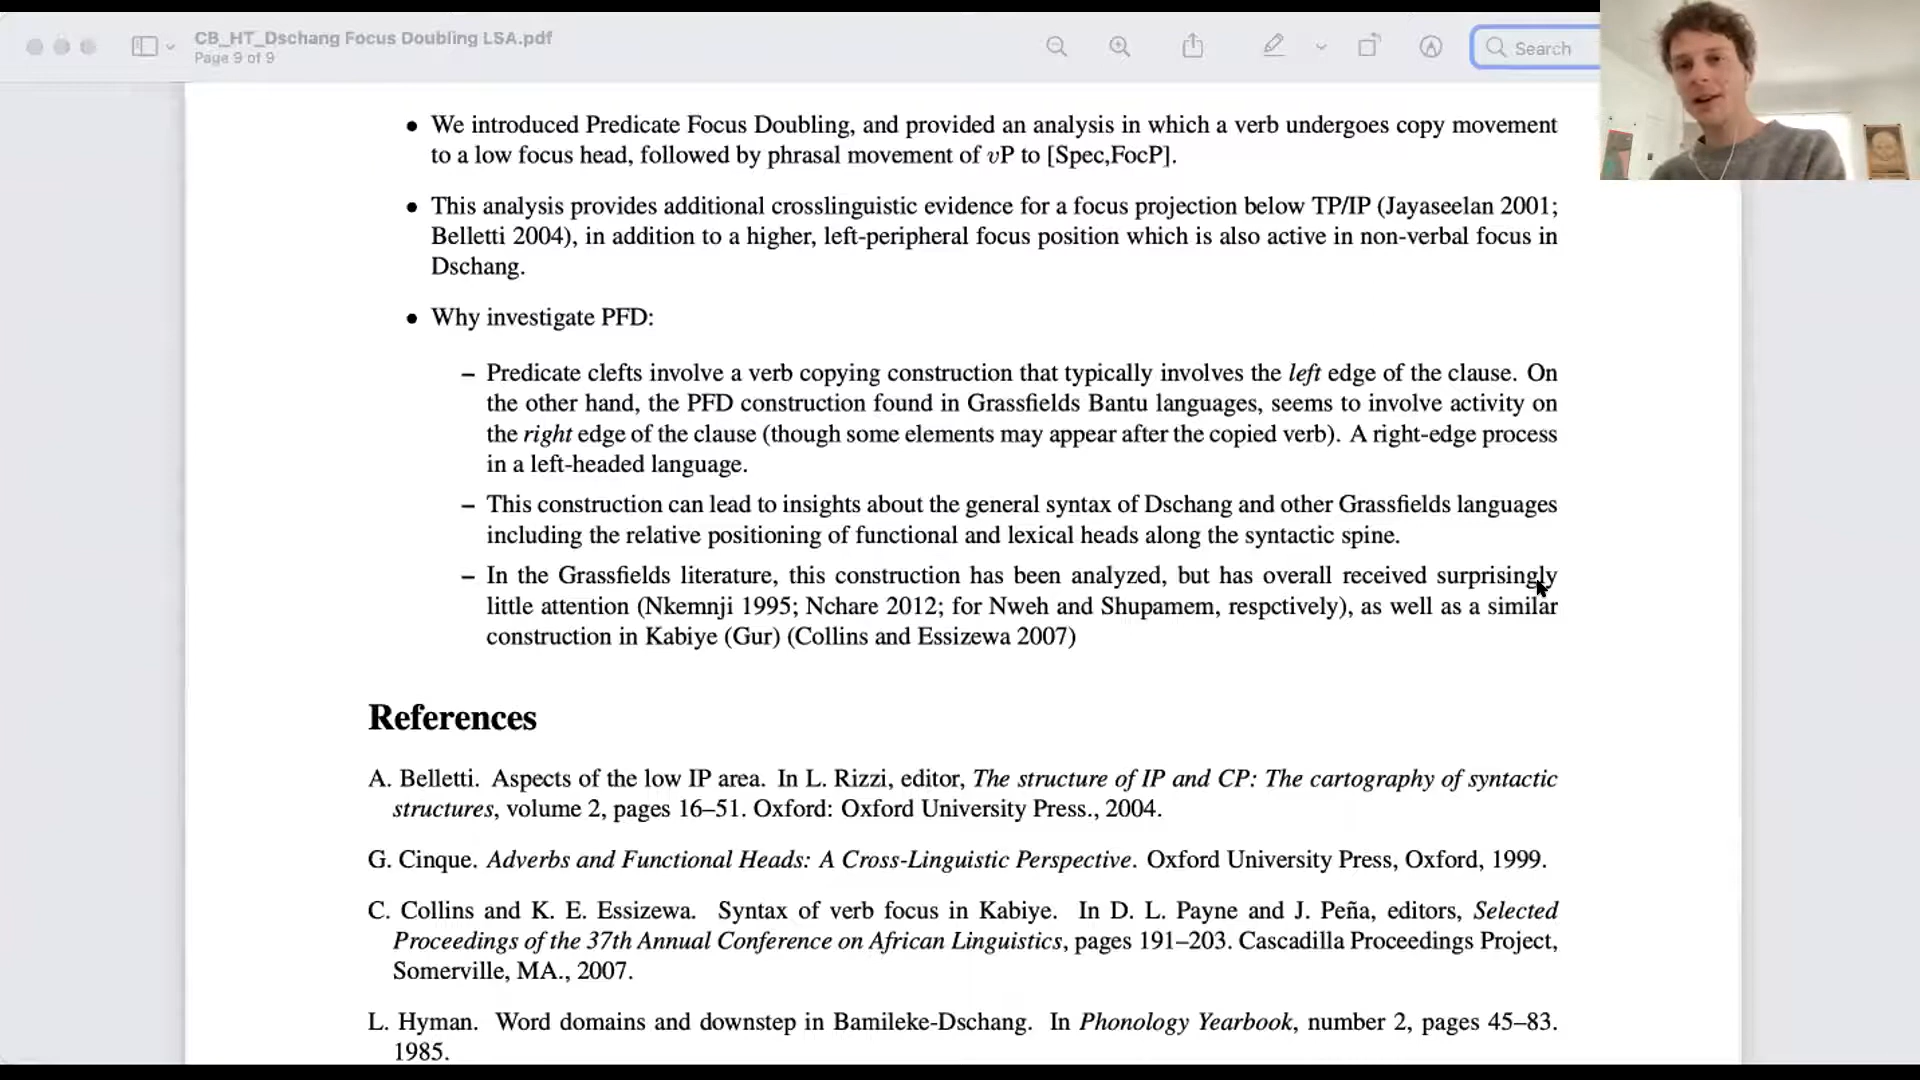 CB_HT_Dschang Focus Doubling LSA.pdf
Page 9 of 9
Search
• We introduced Predicate Focus Doubling, and provided an analysis in which a verb undergoes copy movement
to a low focus head, followed by phrasal movement of vP to [Spec,FocP].
• This analysis provides additional crosslinguistic evidence for a focus projection below TP/IP (Jayaseelan 2001;
Belletti 2004), in addition to a higher, left-peripheral focus position which is also active in non-verbal focus in
Dschang.
• Why investigate PFD:
– Predicate clefts involve a verb copying construction that typically involves the left edge of the clause. On
the other hand, the PFD construction found in Grassfields Bantu languages, seems to involve activity on
the right edge of the clause (though some elements may appear after the copied verb). A right-edge process
in a left-headed language.
– This construction can lead to insights about the general syntax of Dschang and other Grassfields languages
including the relative positioning of functional and lexical heads along the syntactic spine.
– In the Grassfields literature, this construction has been analyzed, but has overall received surprisingly
little attention (Nkemnji 1995; Nchare 2012; for Nweh and Shupamem, respctively), as well as a similar
construction in Kabiye (Gur) (Collins and Essizewa 2007)
References
A. Belletti. Aspects of the low IP area. In L. Rizzi, editor, The structure of IP and CP: The cartography of syntactic
structures, volume 2, pages 16–51. Oxford: Oxford University Press., 2004.
G. Cinque. Adverbs and Functional Heads: A Cross-Linguistic Perspective. Oxford University Press, Oxford, 1999.
C. Collins and K. E. Essizewa. Syntax of verb focus in Kabiye. In D. L. Payne and J. Peña, editors, Selected
Proceedings of the 37th Annual Conference on African Linguistics, pages 191–203. Cascadilla Proceedings Project,
Somerville, MA., 2007.
L. Hyman. Word domains and downstep in Bamileke-Dschang. In Phonology Yearbook, number 2, pages 45–83.
1985.